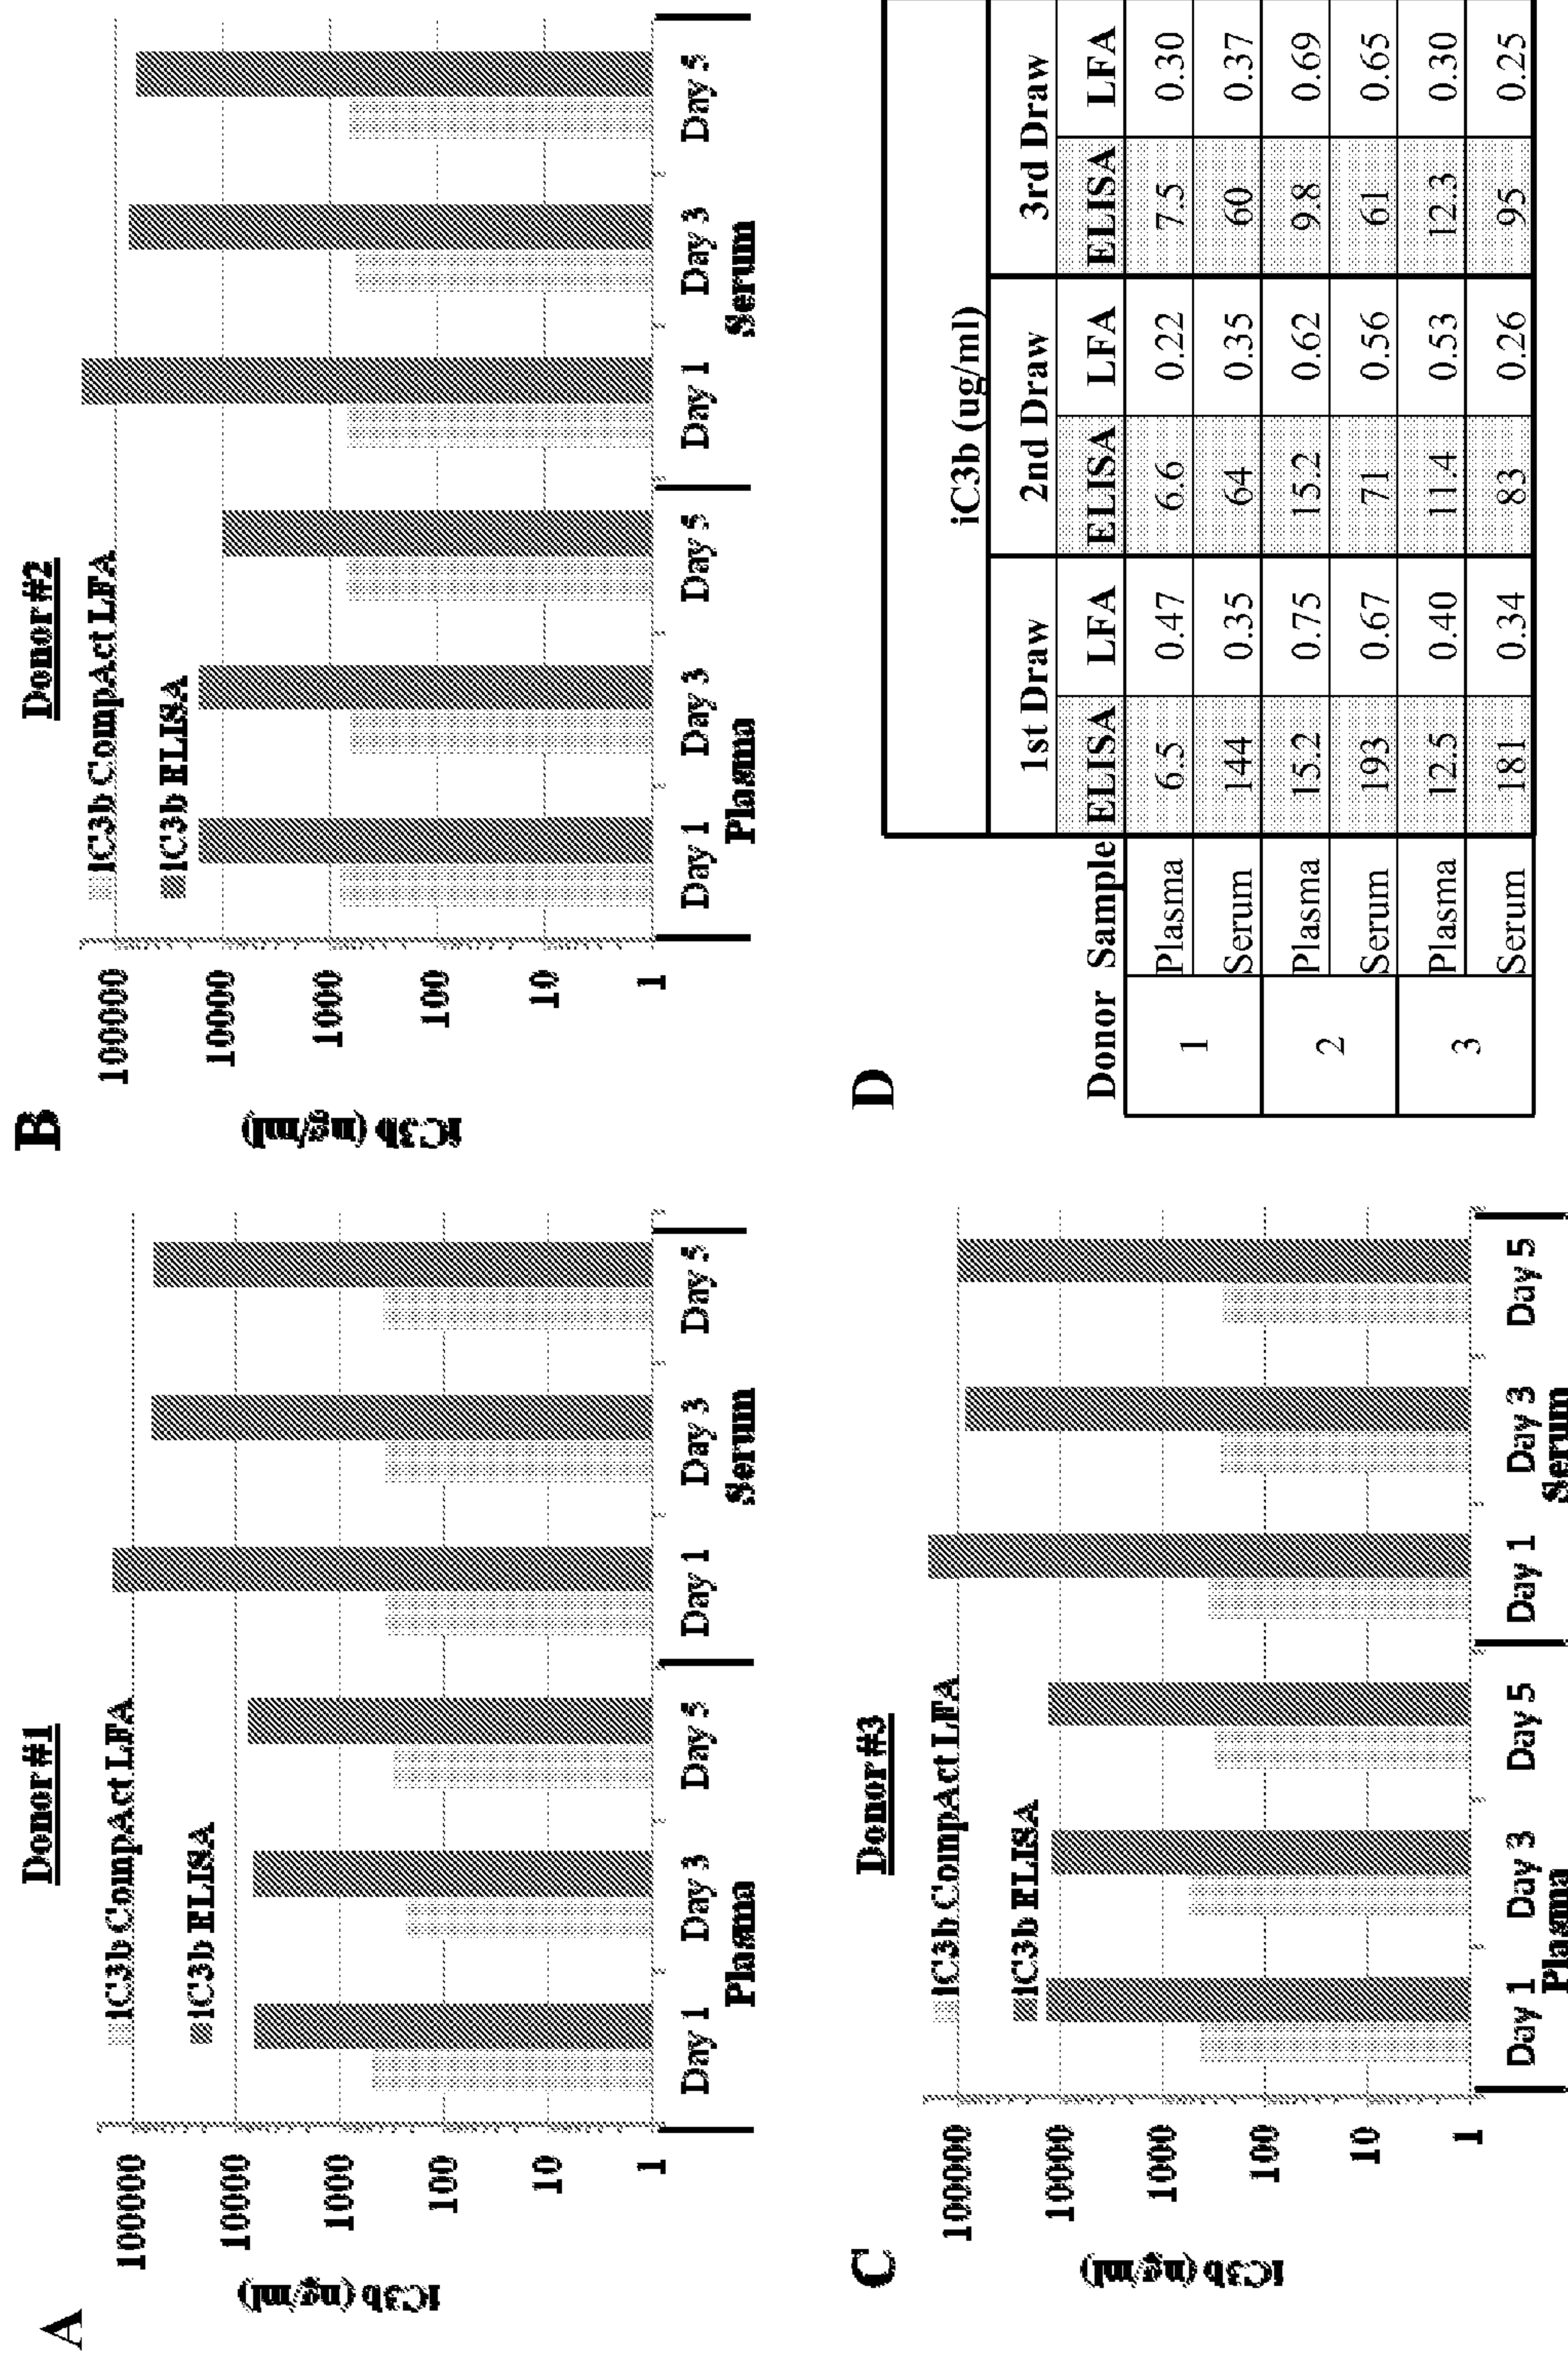 A
Donor #1
iC3b CompAct LFA
iC3b ELISA
iC3b (ng/ml)
100000
10000
1000
100
10
1
Day 1 Day 3 Day 5 Day 1 Day 3 Day 5
Plasma Serum
B
Donor #2
iC3b CompAct LFA
iC3b ELISA
iC3b (ng/ml)
100000
10000
1000
100
10
1
Day 1 Day 3 Day 5 Day 1 Day 3 Day 5
Plasma Serum
C
Donor #3
iC3b CompAct LFA
iC3b ELISA
iC3b (ng/ml)
100000
10000
1000
100
10
1
Day 1 Day 3 Day 5 Day 1 Day 3 Day 5
Plasma Serum
D
iC3b (ug/ml)
1st Draw 2nd Draw 3rd Draw
Donor Sample ELISA LFA ELISA LFA ELISA LFA
1 Plasma 6.5 0.47 6.6 0.22 7.5 0.30
Serum 144 0.35 64 0.35 60 0.37
2 Plasma 15.2 0.75 15.2 0.62 9.8 0.69
Serum 193 0.67 71 0.56 61 0.65
3 Plasma 12.5 0.40 11.4 0.53 12.3 0.30
Serum 181 0.34 83 0.26 95 0.25